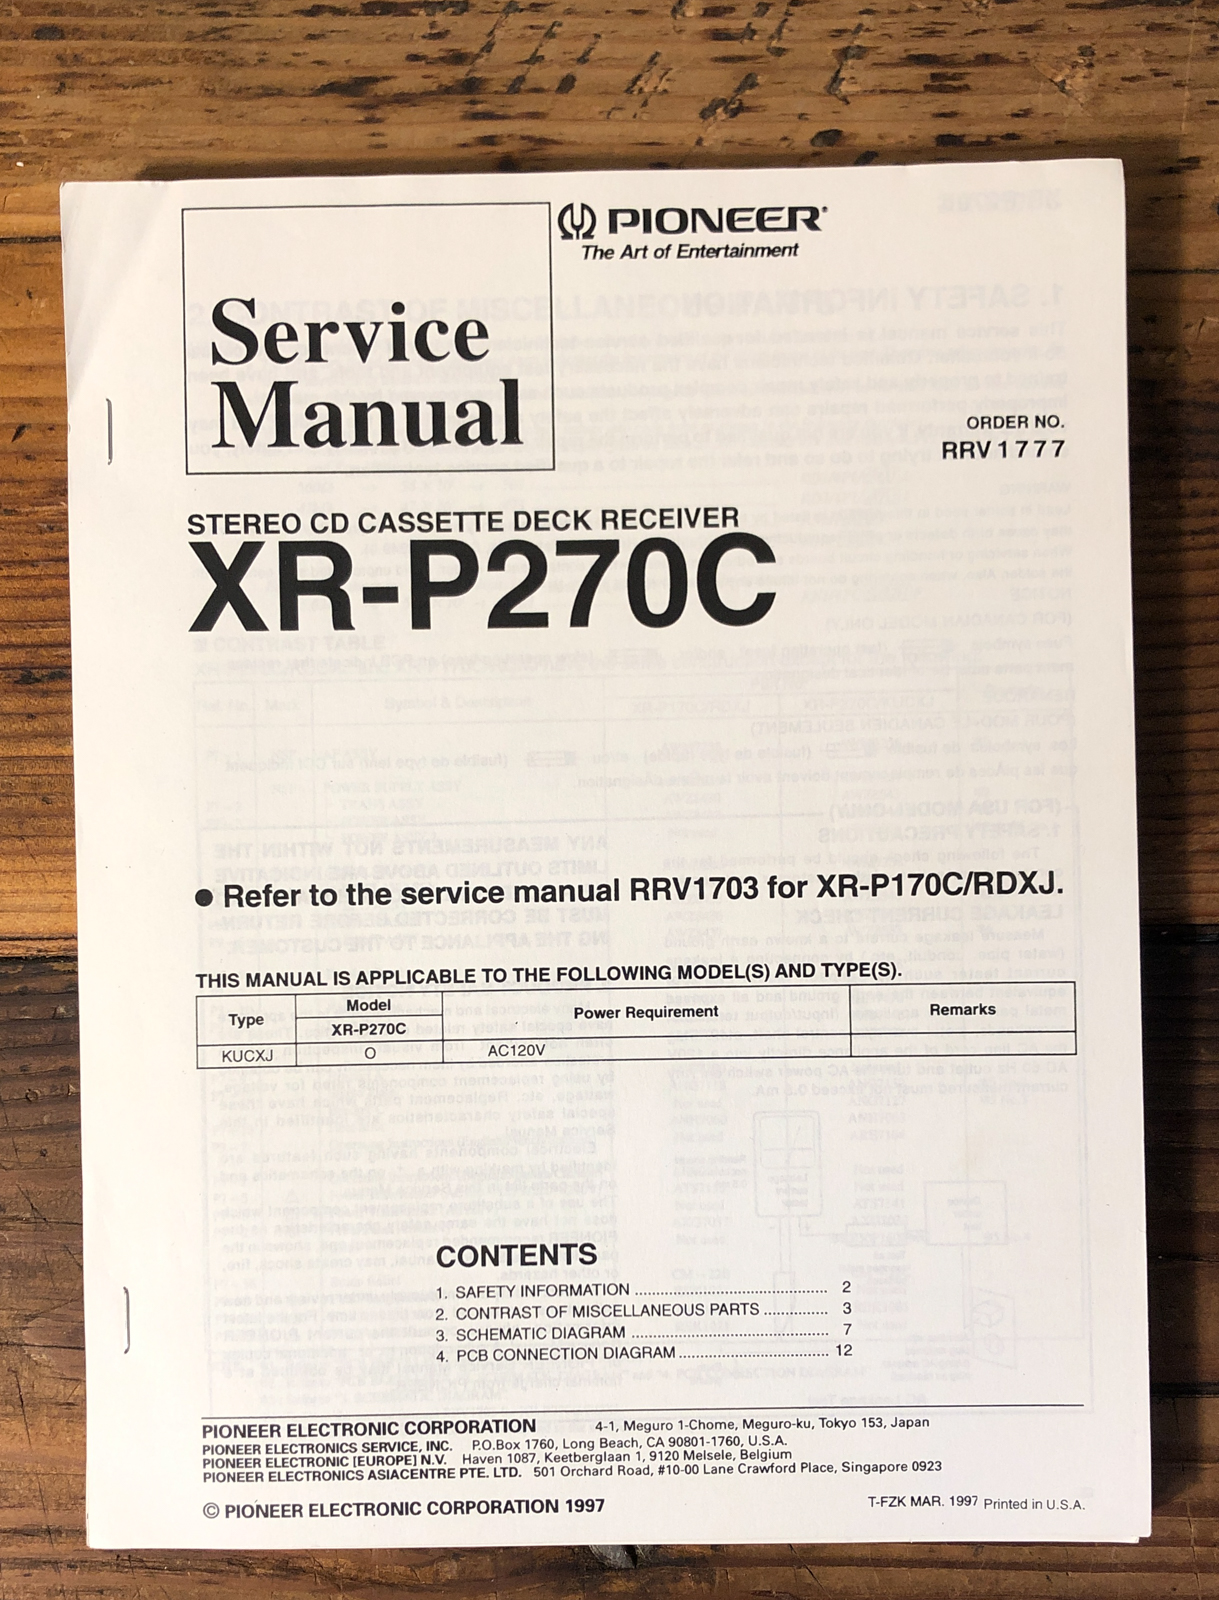 PIONEER®
The Art of Entertainment
Service
Manual
ORDER NO.
RRV1777
STEREO CD CASSETTE DECK RECEIVER
XR-P270C
● Refer to the service manual RRV1703 for XR-P170C/RDXJ.
THIS MANUAL IS APPLICABLE TO THE FOLLOWING MODEL(S) AND TYPE(S).
Type Model Power Requirement Remarks
XR-P270C
KUCXJ O AC120V
CONTENTS
1. SAFETY INFORMATION ............................................ 2
2. CONTRAST OF MISCELLANEOUS PARTS .............. 3
3. SCHEMATIC DIAGRAM ............................................. 7
4. PCB CONNECTION DIAGRAM .................................. 12
PIONEER ELECTRONIC CORPORATION 4-1, Meguro 1-Chome, Meguro-ku, Tokyo 153, Japan
PIONEER ELECTRONICS SERVICE, INC. P.O.Box 1760, Long Beach, CA 90801-1760, U.S.A.
PIONEER ELECTRONIC [EUROPE] N.V. Haven 1087, Keetberglaan 1, 9120 Melsele, Belgium
PIONEER ELECTRONICS ASIACENTRE PTE. LTD. 501 Orchard Road, #10-00 Lane Crawford Place, Singapore 0923
© PIONEER ELECTRONIC CORPORATION 1997
T-FZK MAR. 1997 Printed in U.S.A.